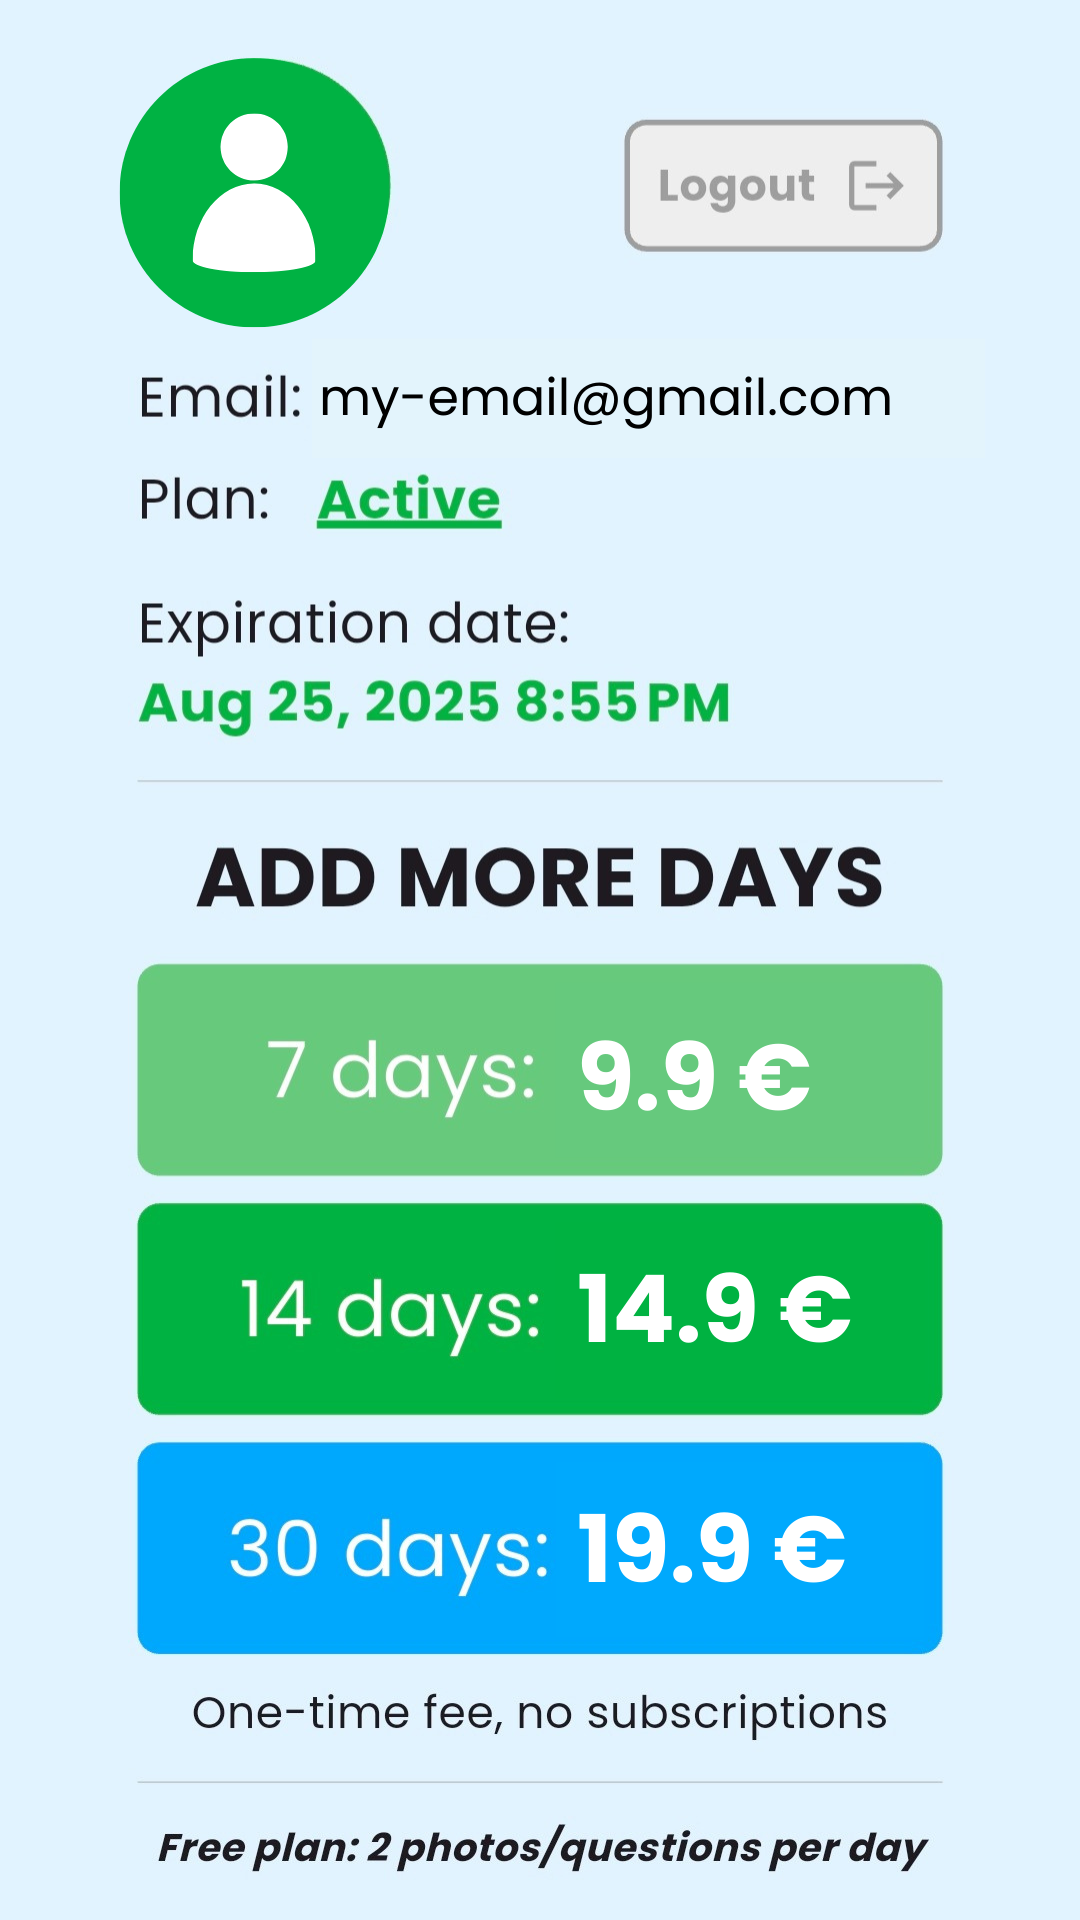 Logout
Email: my-email@gmail.com
Plan: Active
Expiration date:
Aug 25, 2025 8:55 PM
ADD MORE DAYS
7 days: 9.9 €
14 days: 14.9 €
30 days: 19.9 €
One-time fee, no subscriptions
Free plan: 2 photos/questions per day